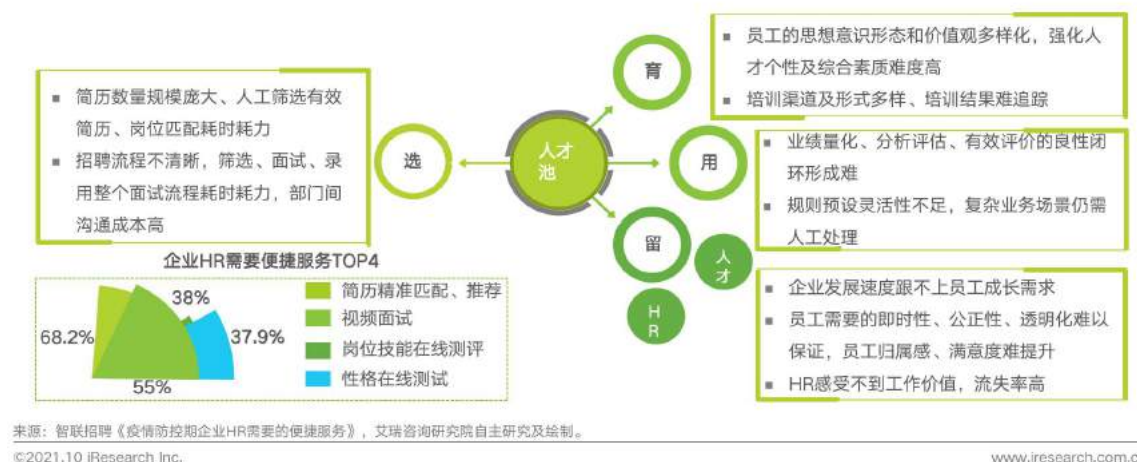 员工的思想意识形态和价值观多样化，强化人
才个性及综合素质难度高
培训渠道及形式多样、培训结果难追踪
育
简历数量规模庞大、人工筛选有效
简历、岗位匹配耗时耗力
招聘流程不清晰，筛选、面试、录
用整个面试流程耗时耗力，部门间
沟通成本高
选
人才
池
用
业绩量化、分析评估、有效评价的良性闭
环形成难
规则预设灵活性不足，复杂业务场景仍需
人工处理
留
人
才
H
R
企业发展速度跟不上员工成长需求
员工需要的即时性、公正性、透明化难以
保证，员工归属感、满意度难提升
HR感受不到工作价值，流失率高
企业HR需要便捷服务TOP4
68.2%
38%
37.9%
55%
简历精准匹配、推荐
视频面试
岗位技能在线测评
性格在线测试
来源：智联招聘《疫情防控期企业HR需要的便捷服务》，艾瑞咨询研究院自主研究及绘制。
©2021.10 iResearch Inc.
www.iresearch.com.c